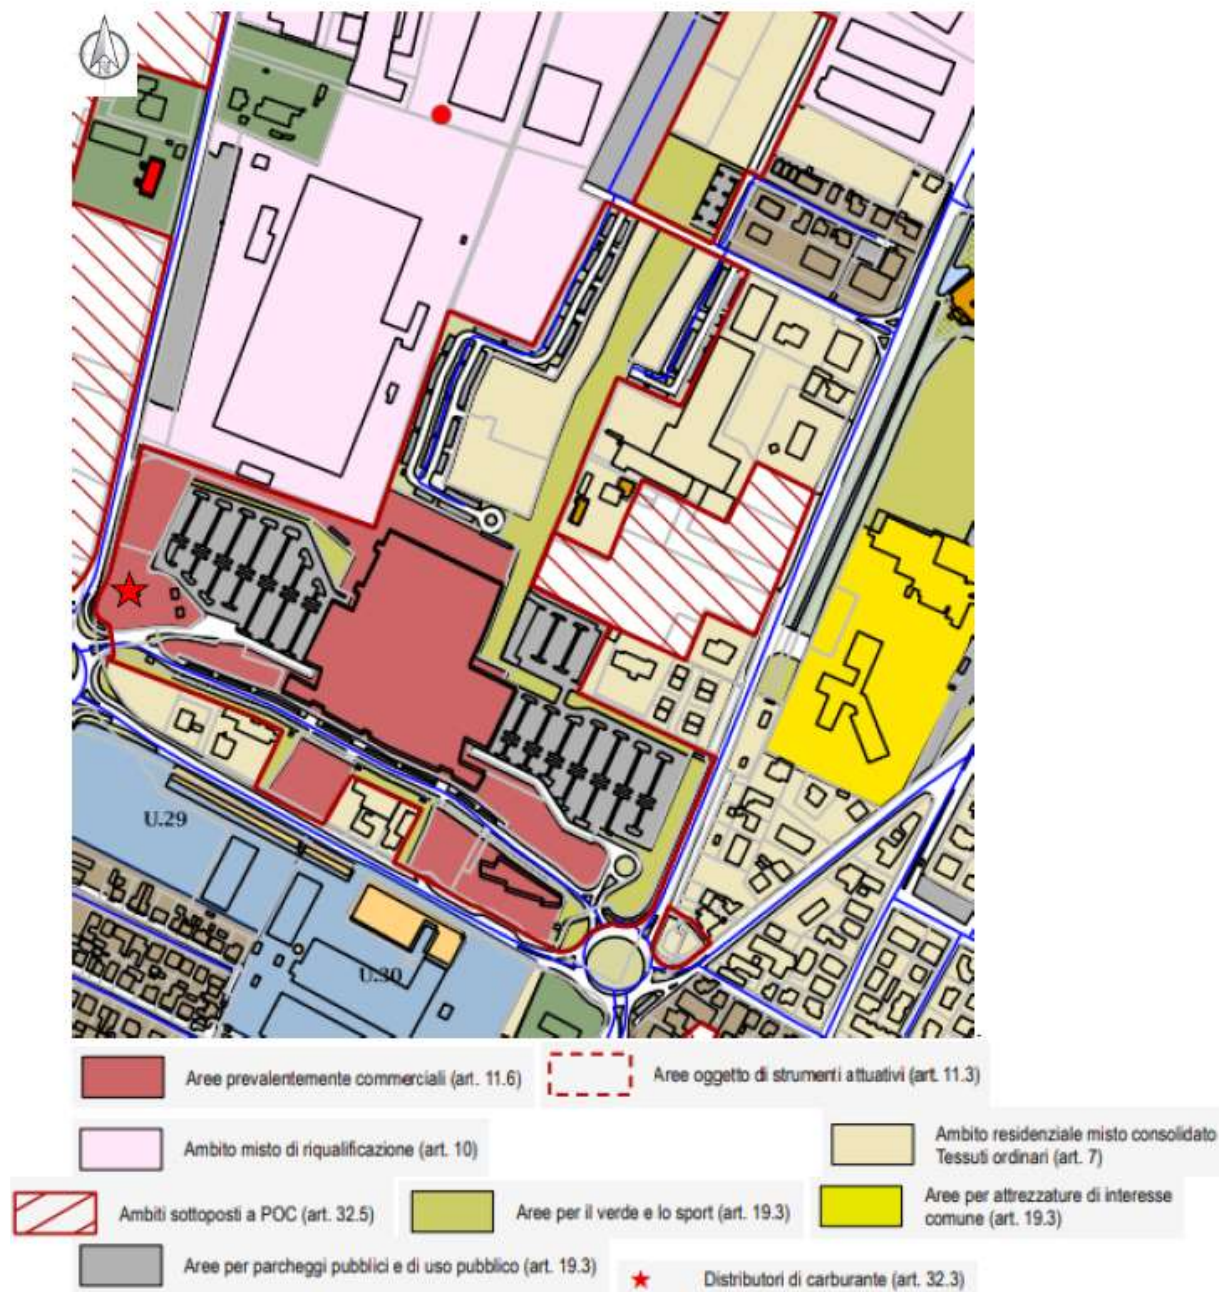 N
U.29
U.30
Aree prevalentemente commerciali (art. 11.6)
Aree oggetto di strumenti attuativi (art. 11.3)
Ambito misto di riqualificazione (art. 10)
Ambito residenziale misto consolidato
Tessuti ordinari (art. 7)
Ambiti sottoposti a POC (art. 32.5)
Aree per il verde e lo sport (art. 19.3)
Aree per attrezzature di interesse
comune (art. 19.3)
Aree per parcheggi pubblici e di uso pubblico (art. 19.3)
Distributori di carburante (art. 32.3)